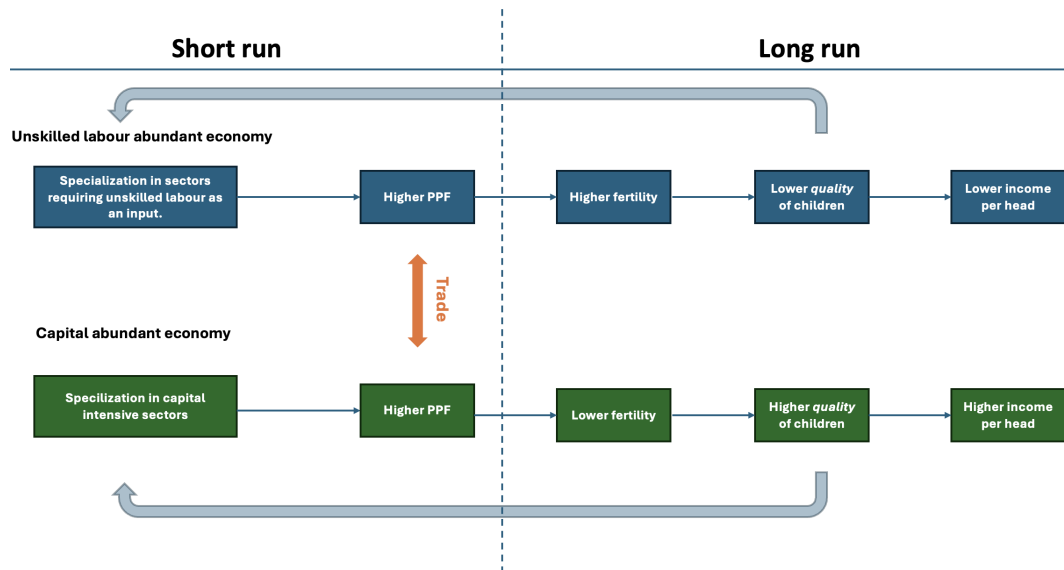 Short run
Long run
Unskilled labour abundant economy
Specialization in sectors
requiring unskilled labour as
an input.
Higher PPF
Higher fertility
Lower quality
of children
Lower income
per head
Trade
Capital abundant economy
Specilization in capital
intensive sectors
Higher PPF
Lower fertility
Higher quality
of children
Higher income
per head